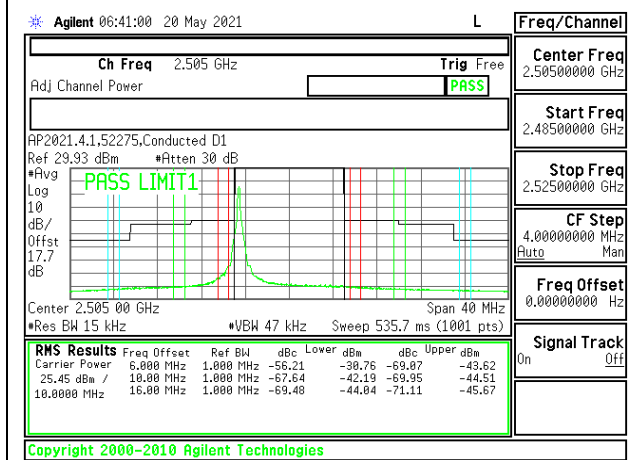 Agilent 06:41:00 20 May 2021 L
Freq/Channel
Ch Freq 2.505 GHz Trig Free
Adj Channel Power PASS
AP2021.4.1,52275,Conducted D1
Ref 29.93 dBm #Atten 30 dB
#Avg
Log
10
dB/
Offst
17.7
dB
PASS LIMIT1
Center 2.505 00 GHz Span 40 MHz
#Res BW 15 kHz #VBW 47 kHz Sweep 535.7 ms (1001 pts)
RMS Results Freq Offset Ref BW dBc Lower dBm dBc Upper dBm
Carrier Power 6.000 MHz 1.000 MHz -56.21 -30.76 -69.07 -43.62
25.45 dBm / 10.00 MHz 1.000 MHz -67.64 -42.19 -69.95 -44.51
10.0000 MHz 16.00 MHz 1.000 MHz -69.48 -44.04 -71.11 -45.67
Copyright 2000-2010 Agilent Technologies
Center Freq
2.50500000 GHz
Start Freq
2.48500000 GHz
Stop Freq
2.52500000 GHz
CF Step
4.00000000 MHz
Auto Man
Freq Offset
0.00000000 Hz
Signal Track
On Off